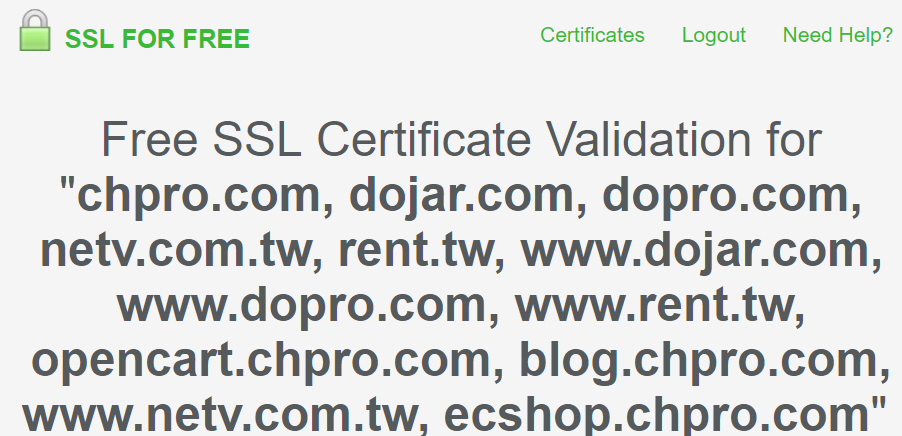 SSL FOR FREE
Certificates Logout Need Help?
Free SSL Certificate Validation for
"chpro.com, dojar.com, dopro.com,
netv.com.tw, rent.tw, www.dojar.com,
www.dopro.com, www.rent.tw,
opencart.chpro.com, blog.chpro.com,
www.netv.com.tw, ecshop.chpro.com"